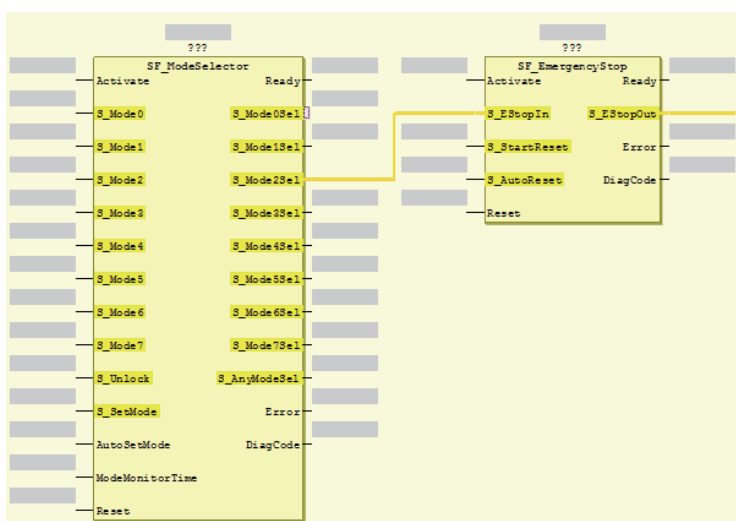 ???
SF_ModeSelector
Activate Ready
S_Mode0 S_Mode0Sel
S_Mode1 S_Mode1Sel
S_Mode2 S_Mode2Sel
S_Mode3 S_Mode3Sel
S_Mode4 S_Mode4Sel
S_Mode5 S_Mode5Sel
S_Mode6 S_Mode6Sel
S_Mode7 S_Mode7Sel
S_Unlock S_AnyModeSel
S_SetMode Error
AutoSetMode DiagCode
ModeMonitorTime
Reset
???
SF_EmergencyStop
Activate Ready
S_EStopIn S_EStopOut
S_StartReset Error
S_AutoReset DiagCode
Reset